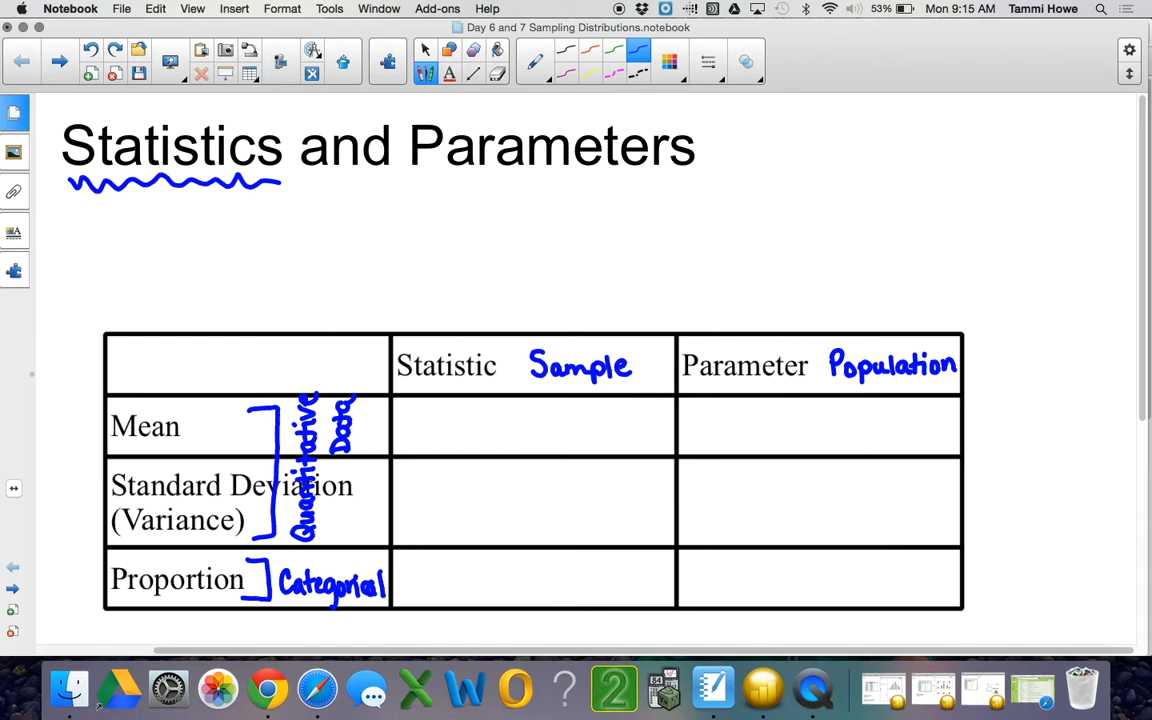 Notebook File Edit View Insert Format Tools Window Add-ons Help 53% Mon 9:15 AM Tammi Howe
Day 6 and 7 Sampling Distributions.notebook
Statistics and Parameters
Statistic Sample Parameter Population
Mean
Quantitative Data
Standard Deviation
(Variance)
Proportion Categorical